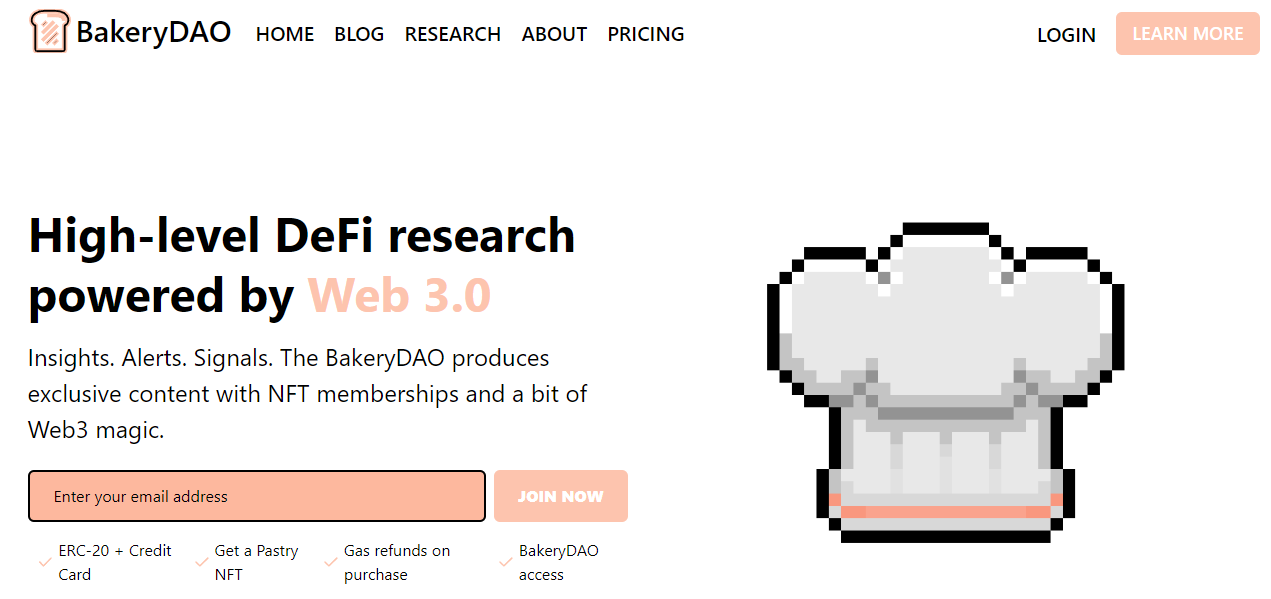 BakeryDAO HOME BLOG RESEARCH ABOUT PRICING LOGIN LEARN MORE
High-level DeFi research
powered by Web 3.0
Insights. Alerts. Signals. The BakeryDAO produces
exclusive content with NFT memberships and a bit of
Web3 magic.
Enter your email address JOIN NOW
ERC-20 + Credit
Card
Get a Pastry
NFT
Gas refunds on
purchase
BakeryDAO
access